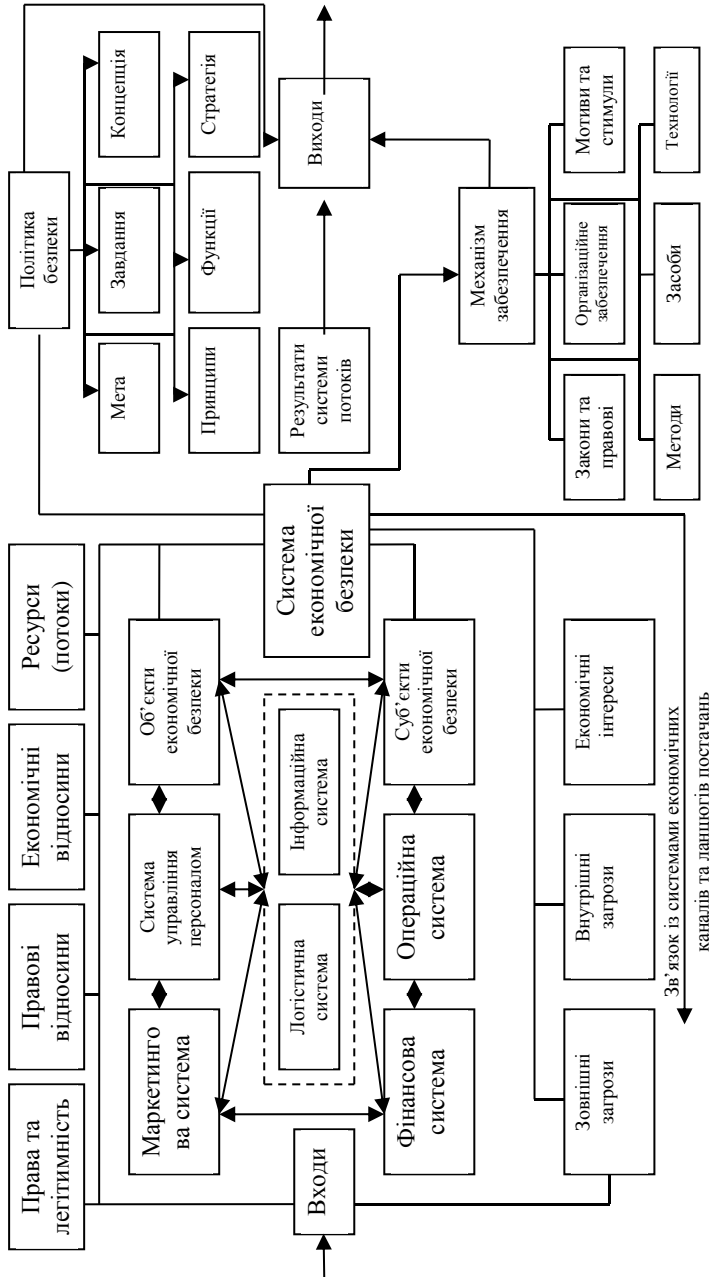 Права та
легітимність
Правові
відносини
Економічні
відносини
Ресурси
(потоки)
Політика
безпеки
Маркетинго
ва система
Система
управління
персоналом
Об’єкти
економічної
безпеки
Мета
Завдання
Концепція
Принципи
Функції
Стратегія
Входи
Логістична
система
Інформаційна
система
Система
економічної
безпеки
Результати
системи
потоків
Виходи
Фінансова
система
Операційна
система
Суб’єкти
економічної
безпеки
Механізм
забезпечення
Зовнішні
загрози
Внутрішні
загрози
Економічні
інтереси
Закони та
правові
Організаційне
забезпечення
Мотиви та
стимули
Методи
Засоби
Технології
Зв’язок із системами економічних
каналів та ланцюгів постачань